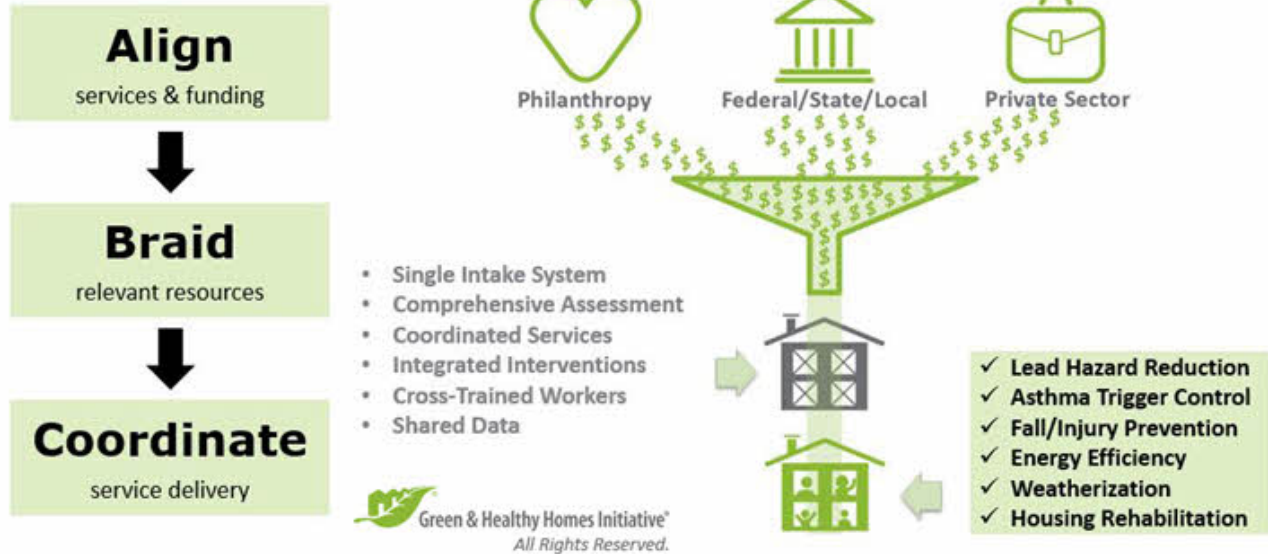 Align
services & funding
Braid
relevant resources
Coordinate
service delivery
Philanthropy
Federal/State/Local
Private Sector
• Single Intake System
• Comprehensive Assessment
• Coordinated Services
• Integrated Interventions
• Cross-Trained Workers
• Shared Data
✓ Lead Hazard Reduction
✓ Asthma Trigger Control
✓ Fall/Injury Prevention
✓ Energy Efficiency
✓ Weatherization
✓ Housing Rehabilitation
Green & Healthy Homes Initiative®
All Rights Reserved.